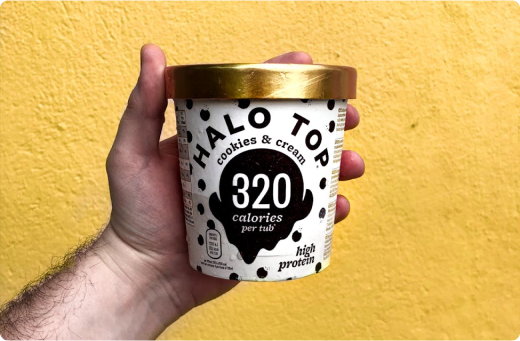 HALO TOP
cookies & cream
320
calories
per tub
high
protein